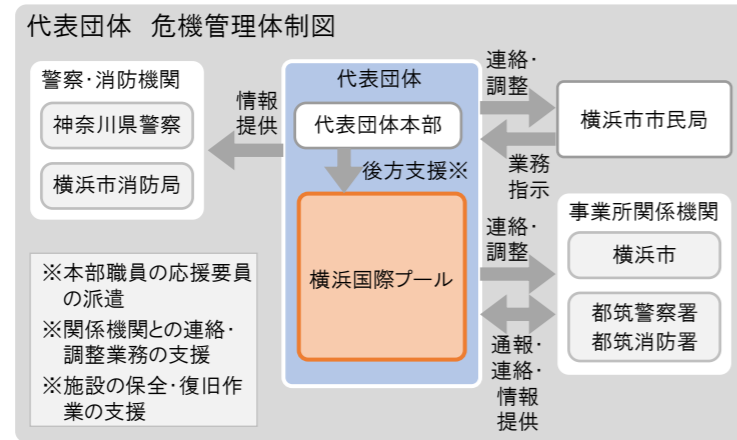 代表団体　危機管理体制図
警察・消防機関
神奈川県警察
横浜市消防局
情報
提供
代表団体
代表団体本部
後方支援※
横浜国際プール
連絡・
調整
横浜市市民局
業務
指示
事業所関係機関
連絡・
調整
横浜市
都筑警察署
都筑消防署
通報・
連絡・
情報
提供
※本部職員の応援要員
の派遣
※関係機関との連絡・
調整業務の支援
※施設の保全・復旧作
業の支援